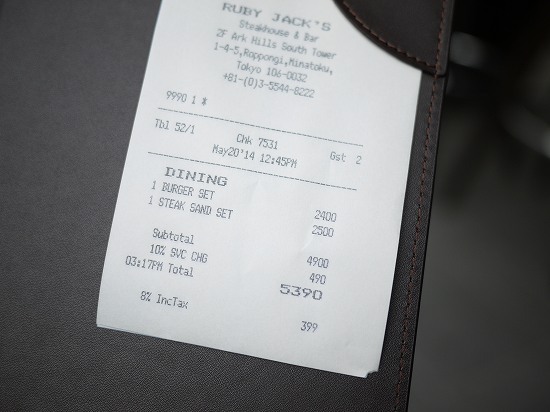 RUBY JACK'S
Steakhouse & Bar
2F Ark Hills South Tower
1-4-5,Roppongi,Minatoku,
Tokyo 106-0032
+81-(0)3-5544-8222
9990 1 *
Tbl 52/1 Chk 7531 Gst 2
May20'14 12:45PM
DINING
1 BURGER SET 2400
1 STEAK SAND SET 2500
Subtotal 4900
10% SVC CHG 490
03:17PM Total 5390
8% IncTax 399